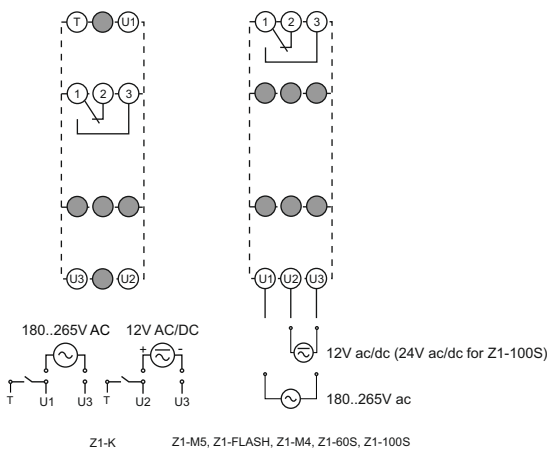 T U1 1 2 3
1 2 3
U3 U2 U1 U2 U3
180..265V AC 12V AC/DC
+ -
12V ac/dc (24V ac/dc for Z1-100S)
T U1 U3 T U2 U3
180..265V ac
Z1-K Z1-M5, Z1-FLASH, Z1-M4, Z1-60S, Z1-100S